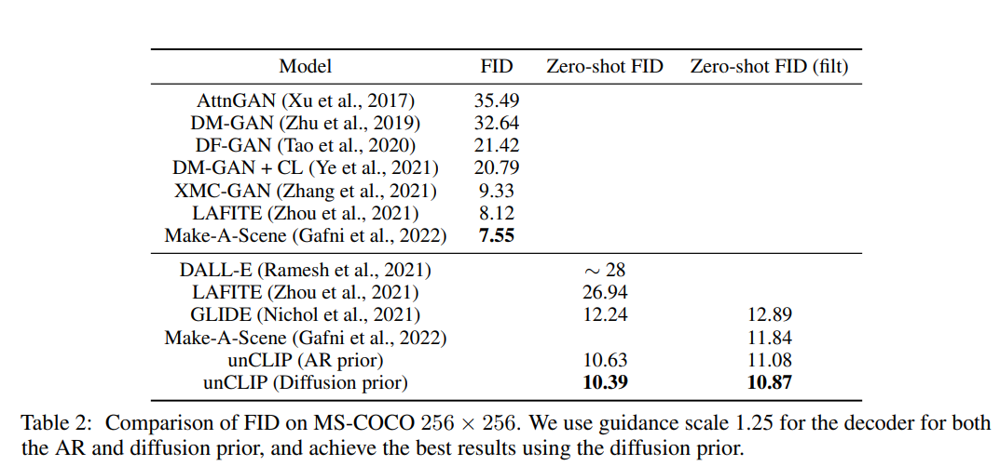 Model FID Zero-shot FID Zero-shot FID (filt)
AttnGAN (Xu et al., 2017) 35.49
DM-GAN (Zhu et al., 2019) 32.64
DF-GAN (Tao et al., 2020) 21.42
DM-GAN + CL (Ye et al., 2021) 20.79
XMC-GAN (Zhang et al., 2021) 9.33
LAFITE (Zhou et al., 2021) 8.12
Make-A-Scene (Gafni et al., 2022) 7.55
DALL-E (Ramesh et al., 2021) ∼ 28
LAFITE (Zhou et al., 2021) 26.94
GLIDE (Nichol et al., 2021) 12.24 12.89
Make-A-Scene (Gafni et al., 2022) 11.84
unCLIP (AR prior) 10.63 11.08
unCLIP (Diffusion prior) 10.39 10.87
Table 2: Comparison of FID on MS-COCO 256 × 256. We use guidance scale 1.25 for the decoder for both
the AR and diffusion prior, and achieve the best results using the diffusion prior.